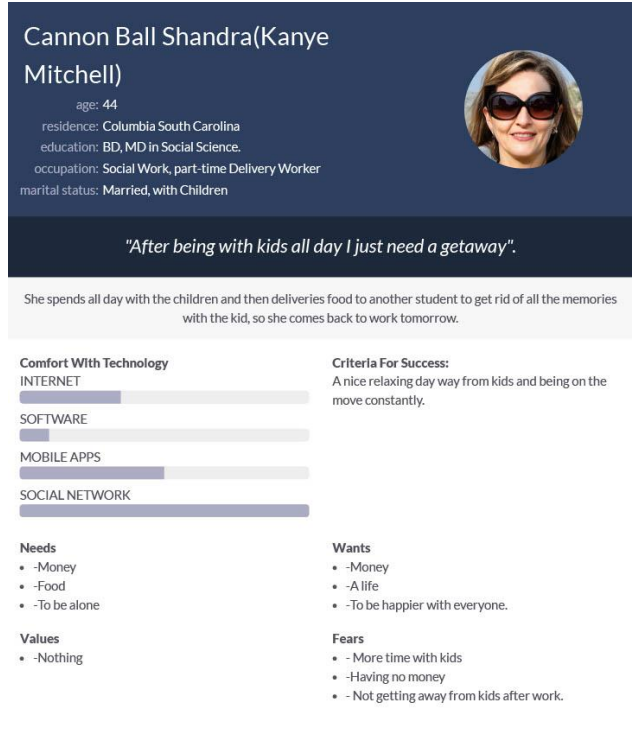 Cannon Ball Shandra(Kanye
Mitchell)
age: 44
residence: Columbia South Carolina
education: BD, MD in Social Science.
occupation: Social Work, part-time Delivery Worker
marital status: Married, with Children
"After being with kids all day I just need a getaway".
She spends all day with the children and then deliveries food to another student to get rid of all the memories
with the kid, so she comes back to work tomorrow.
Comfort With Technology
INTERNET
SOFTWARE
MOBILE APPS
SOCIAL NETWORK
Criteria For Success:
A nice relaxing day way from kids and being on the
move constantly.
Needs
• -Money
• -Food
• -To be alone
Wants
• -Money
• -A life
• -To be happier with everyone.
Values
• -Nothing
Fears
• - More time with kids
• -Having no money
• - Not getting away from kids after work.